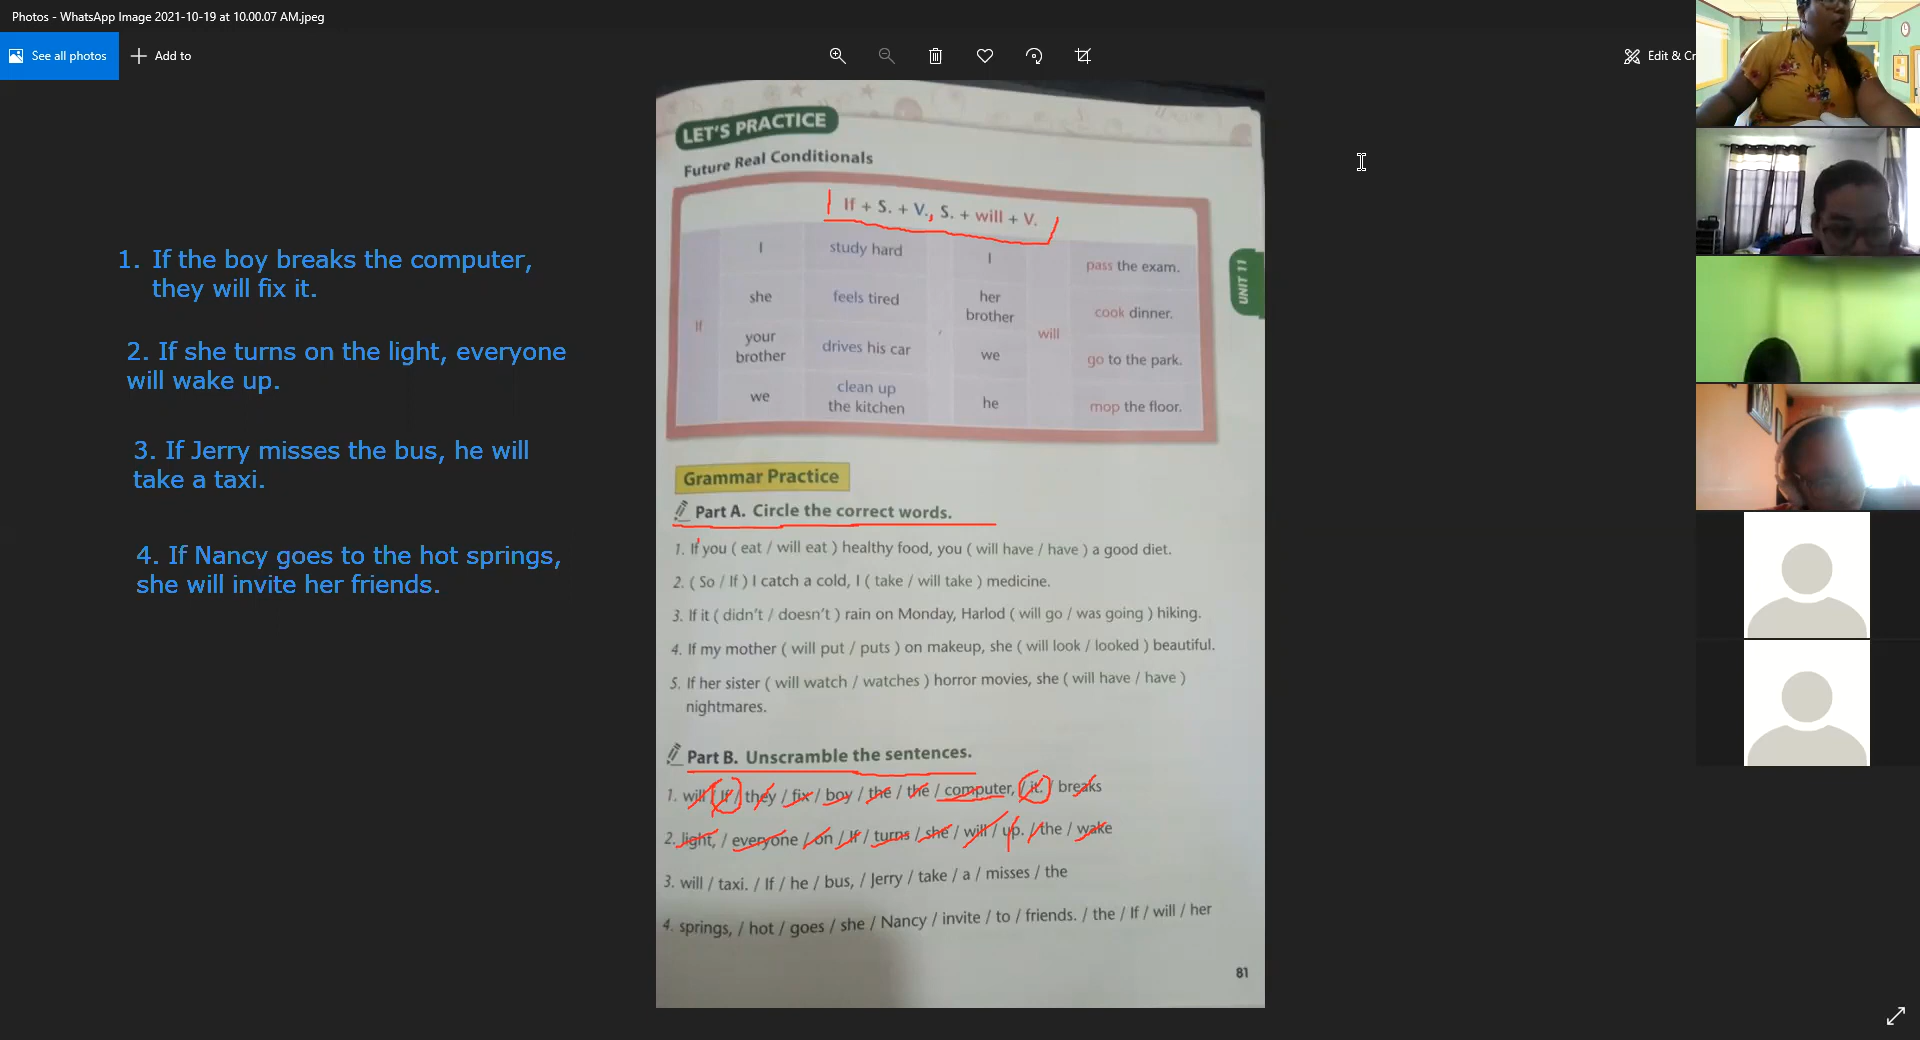 Photos - WhatsApp Image 2021-10-19 at 10.00.07 AM.jpeg
See all photos
Add to
Edit & Cr
1. If the boy breaks the computer,
they will fix it.
2. If she turns on the light, everyone
will wake up.
3. If Jerry misses the bus, he will
take a taxi.
4. If Nancy goes to the hot springs,
she will invite her friends.
LET'S PRACTICE
Future Real Conditionals
If + S. + V., S. + will + V.
I study hard I pass the exam.
she feels tired her brother cook dinner.
If , will
your brother drives his car we go to the park.
we clean up the kitchen he mop the floor.
UNIT 11
Grammar Practice
Part A. Circle the correct words.
1. If you ( eat / will eat ) healthy food, you ( will have / have ) a good diet.
2. ( So / If ) I catch a cold, I ( take / will take ) medicine.
3. If it ( didn't / doesn't ) rain on Monday, Harlod ( will go / was going ) hiking.
4. If my mother ( will put / puts ) on makeup, she ( will look / looked ) beautiful.
5. If her sister ( will watch / watches ) horror movies, she ( will have / have )
nightmares.
Part B. Unscramble the sentences.
1. will / If / they / fix / boy / the / the / computer, / it. / breaks
2. light, / everyone / on / If / turns / she / will / up. / the / wake
3. will / taxi. / If / he / bus, / Jerry / take / a / misses / the
4. springs, / hot / goes / she / Nancy / invite / to / friends. / the / If / will / her
81